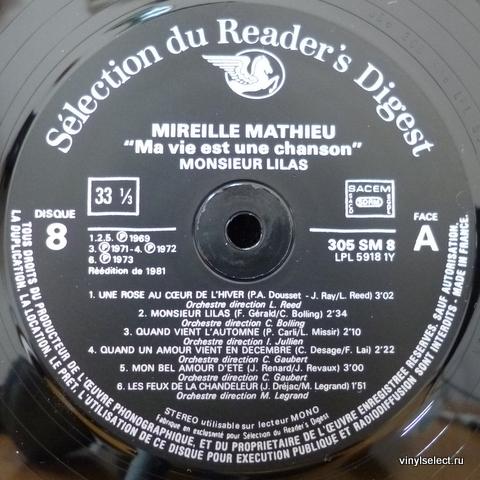 Sélection du Reader's Digest
MIREILLE MATHIEU
"Ma vie est une chanson"
MONSIEUR LILAS
33 1/3
SACEM
SACD SDRM SGDL
DISQUE
8
FACE
A
1.2.5. Ⓟ 1969
3. Ⓟ1971-4. Ⓟ1972
6. Ⓟ1973
Réédition de 1981
305 SM 8
LPL 5918 1Y
1. UNE ROSE AU CŒUR DE L'HIVER (P.A. Dousset - J. Ray/L. Reed) 3'02
Orchestre direction L. Reed
2. MONSIEUR LILAS (F. Gérald/C. Bolling) 2'34
Orchestre direction C. Bolling
3. QUAND VIENT L'AUTOMNE (P. Carli/L. Missir) 2'10
Orchestre direction I. Jullien
4. QUAND UN AMOUR VIENT EN DECEMBRE (C. Desage/F. Lai) 2'22
Orchestre direction C. Gaubert
5. MON BEL AMOUR D'ETE (J. Renard/J. Revaux) 3'00
Orchestre direction C. Gaubert
6. LES FEUX DE LA CHANDELEUR (J. Dréjac/M. Legrand) 1'51
Orchestre direction M. Legrand
STEREO utilisable sur lecteur MONO
Fabriqué en exclusivité pour Sélection du Reader's Digest
TOUS DROITS DU PRODUCTEUR DE L'ŒUVRE PHONOGRAPHIQUE, ET DU PROPRIETAIRE DE L'ŒUVRE ENREGISTREE RESERVES. SAUF AUTORISATION,
LA DUPLICATION, LA LOCATION, LE PRET, L'UTILISATION DE CE DISQUE POUR EXECUTION PUBLIQUE ET RADIODIFFUSION SONT INTERDITS - MADE IN FRANCE.
vinylselect.ru